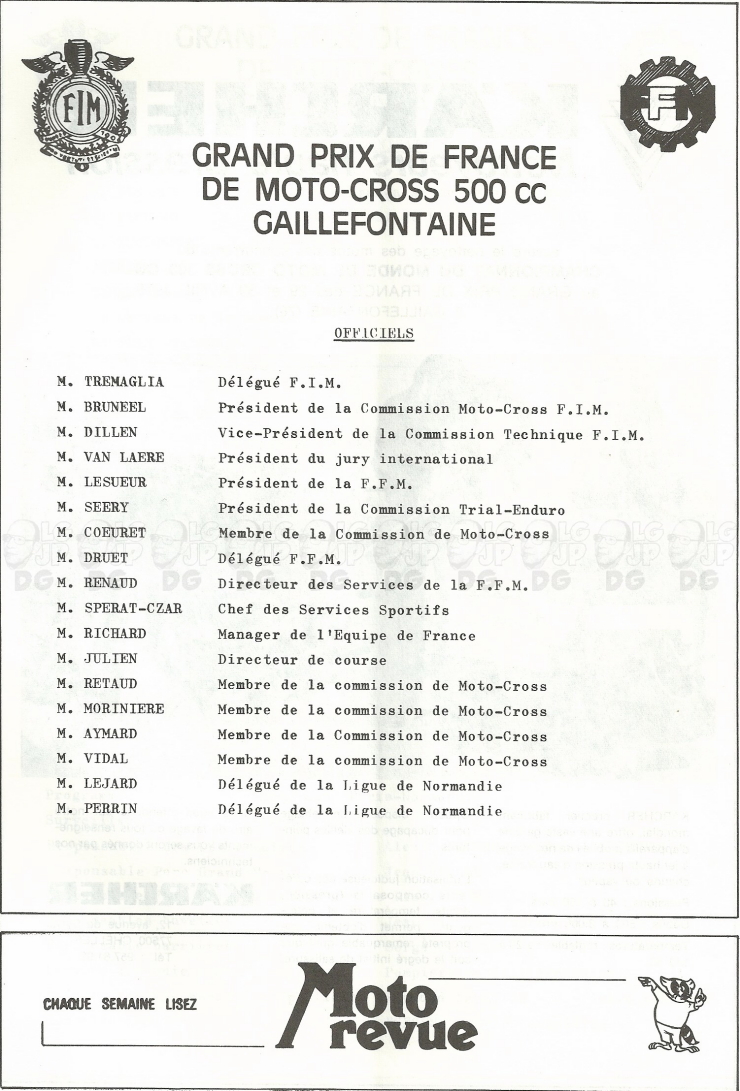 FIM
FFM
GRAND PRIX DE FRANCE
DE MOTO-CROSS 500 cc
GAILLEFONTAINE
OFFICIELS
M. TREMAGLIA Délégué F.I.M.
M. BRUNEEL Président de la Commission Moto-Cross F.I.M.
M. DILLEN Vice-Président de la Commission Technique F.I.M.
M. VAN LAERE Président du jury international
M. LESUEUR Président de la F.F.M.
M. SEERY Président de la Commission Trial-Enduro
M. COEURET Membre de la Commission de Moto-Cross
M. DRUET Délégué F.F.M.
M. RENAUD Directeur des Services de la F.F.M.
M. SPERAT-CZAR Chef des Services Sportifs
M. RICHARD Manager de l'Equipe de France
M. JULIEN Directeur de course
M. RETAUD Membre de la commission de Moto-Cross
M. MORINIERE Membre de la commission de Moto-Cross
M. AYMARD Membre de la Commission de Moto-Cross
M. VIDAL Membre de la commission de Moto-Cross
M. LEJARD Délégué de la Ligue de Normandie
M. PERRIN Délégué de la Ligue de Normandie
CHAQUE SEMAINE LISEZ
Moto
revue